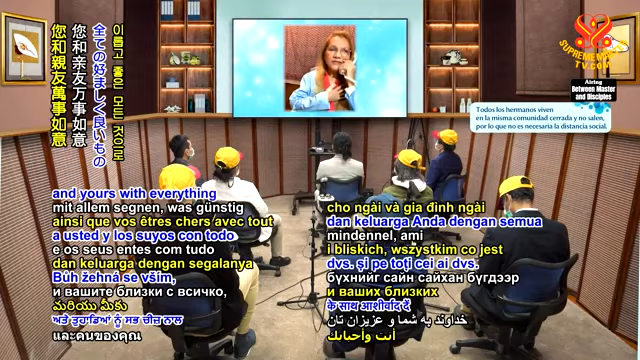 SUPREME MASTER
TV.COM
Airing
Between Master
and Disciples
Todos los hermanos viven
en la misma comunidad cerrada y no salen,
por lo que no es necesaria la distancia social.
이롭고 좋은 모든 것으로
全ての好ましく良いもの
您和亲友万事如意
您和親友萬事如意
and yours with everything
mit allem segnen, was günstig
ainsi que vos êtres chers avec tout
a usted y los suyos con todo
e os seus entes com tudo
dan keluarga dengan segalanya
Bůh žehná se vším,
и вашите близки с всичко,
మరియు మీకు
ਅਤੇ ਤੁਹਾਡਿਆਂ ਨੂੰ ਸਭ ਚੀਜ਼ ਨਾਲ
และคนของคุณ
cho ngài và gia đình ngài
dan keluarga Anda dengan semua
mindennel, ami
i bliskich, wszystkim co jest
dvs. și pe toți cei ai dvs.
бүхнийг сайн сайхан бүгдээр
и ваших близких
के साथ आशीर्वाद दें
خداوند به شما و عزیزان تان
أنت وأحباءك